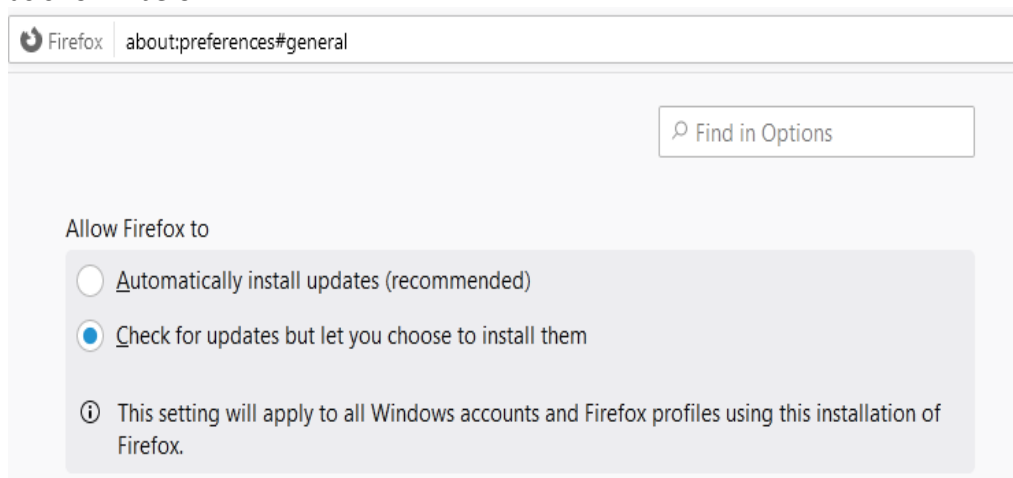 Firefox about:preferences#general
Find in Options
Allow Firefox to
Automatically install updates (recommended)
Check for updates but let you choose to install them
This setting will apply to all Windows accounts and Firefox profiles using this installation of
Firefox.